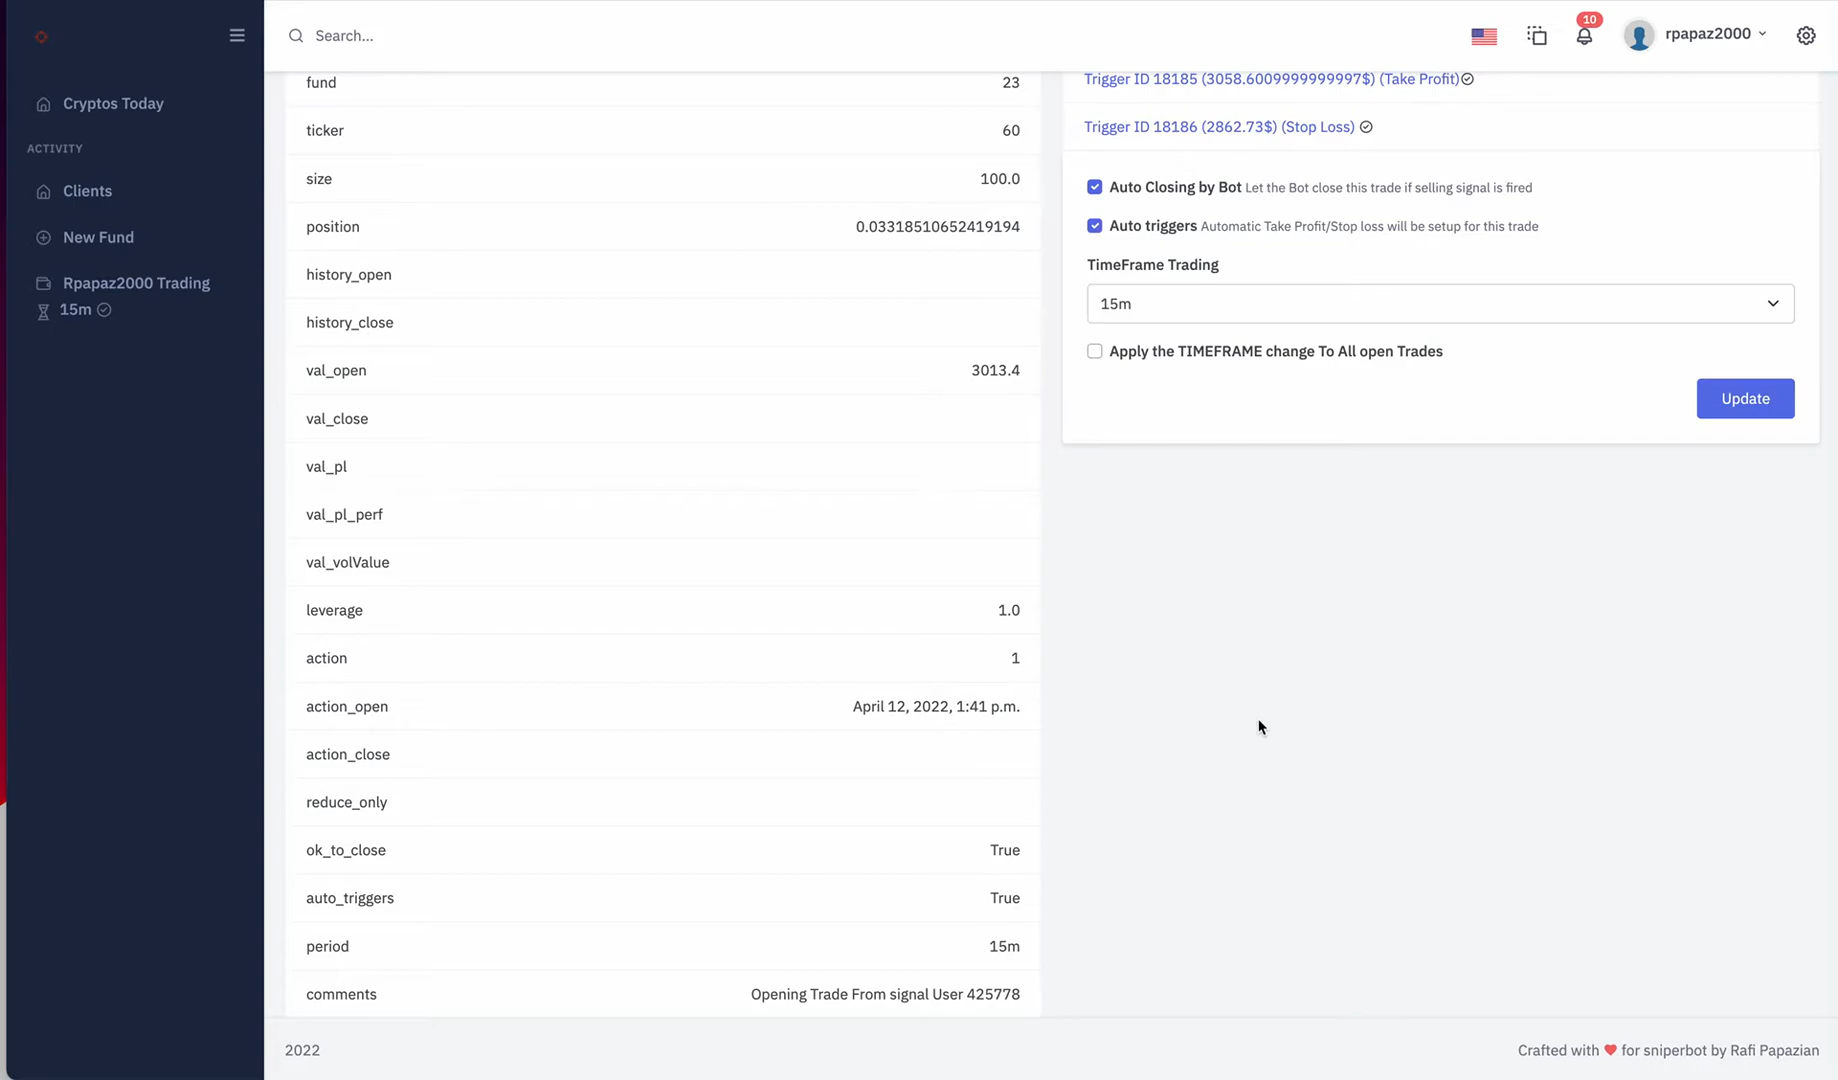 Search...
10
rpapaz2000
Cryptos Today
ACTIVITY
Clients
New Fund
Rpapaz2000 Trading
15m
fund 23
ticker 60
size 100.0
position 0.03318510652419194
history_open
history_close
val_open 3013.4
val_close
val_pl
val_pl_perf
val_volValue
leverage 1.0
action 1
action_open April 12, 2022, 1:41 p.m.
action_close
reduce_only
ok_to_close True
auto_triggers True
period 15m
comments Opening Trade From signal User 425778
Trigger ID 18185 (3058.6009999999997$) (Take Profit)
Trigger ID 18186 (2862.73$) (Stop Loss)
Auto Closing by Bot Let the Bot close this trade if selling signal is fired
Auto triggers Automatic Take Profit/Stop loss will be setup for this trade
TimeFrame Trading
15m
Apply the TIMEFRAME change To All open Trades
Update
2022
Crafted with ❤ for sniperbot by Rafi Papazian